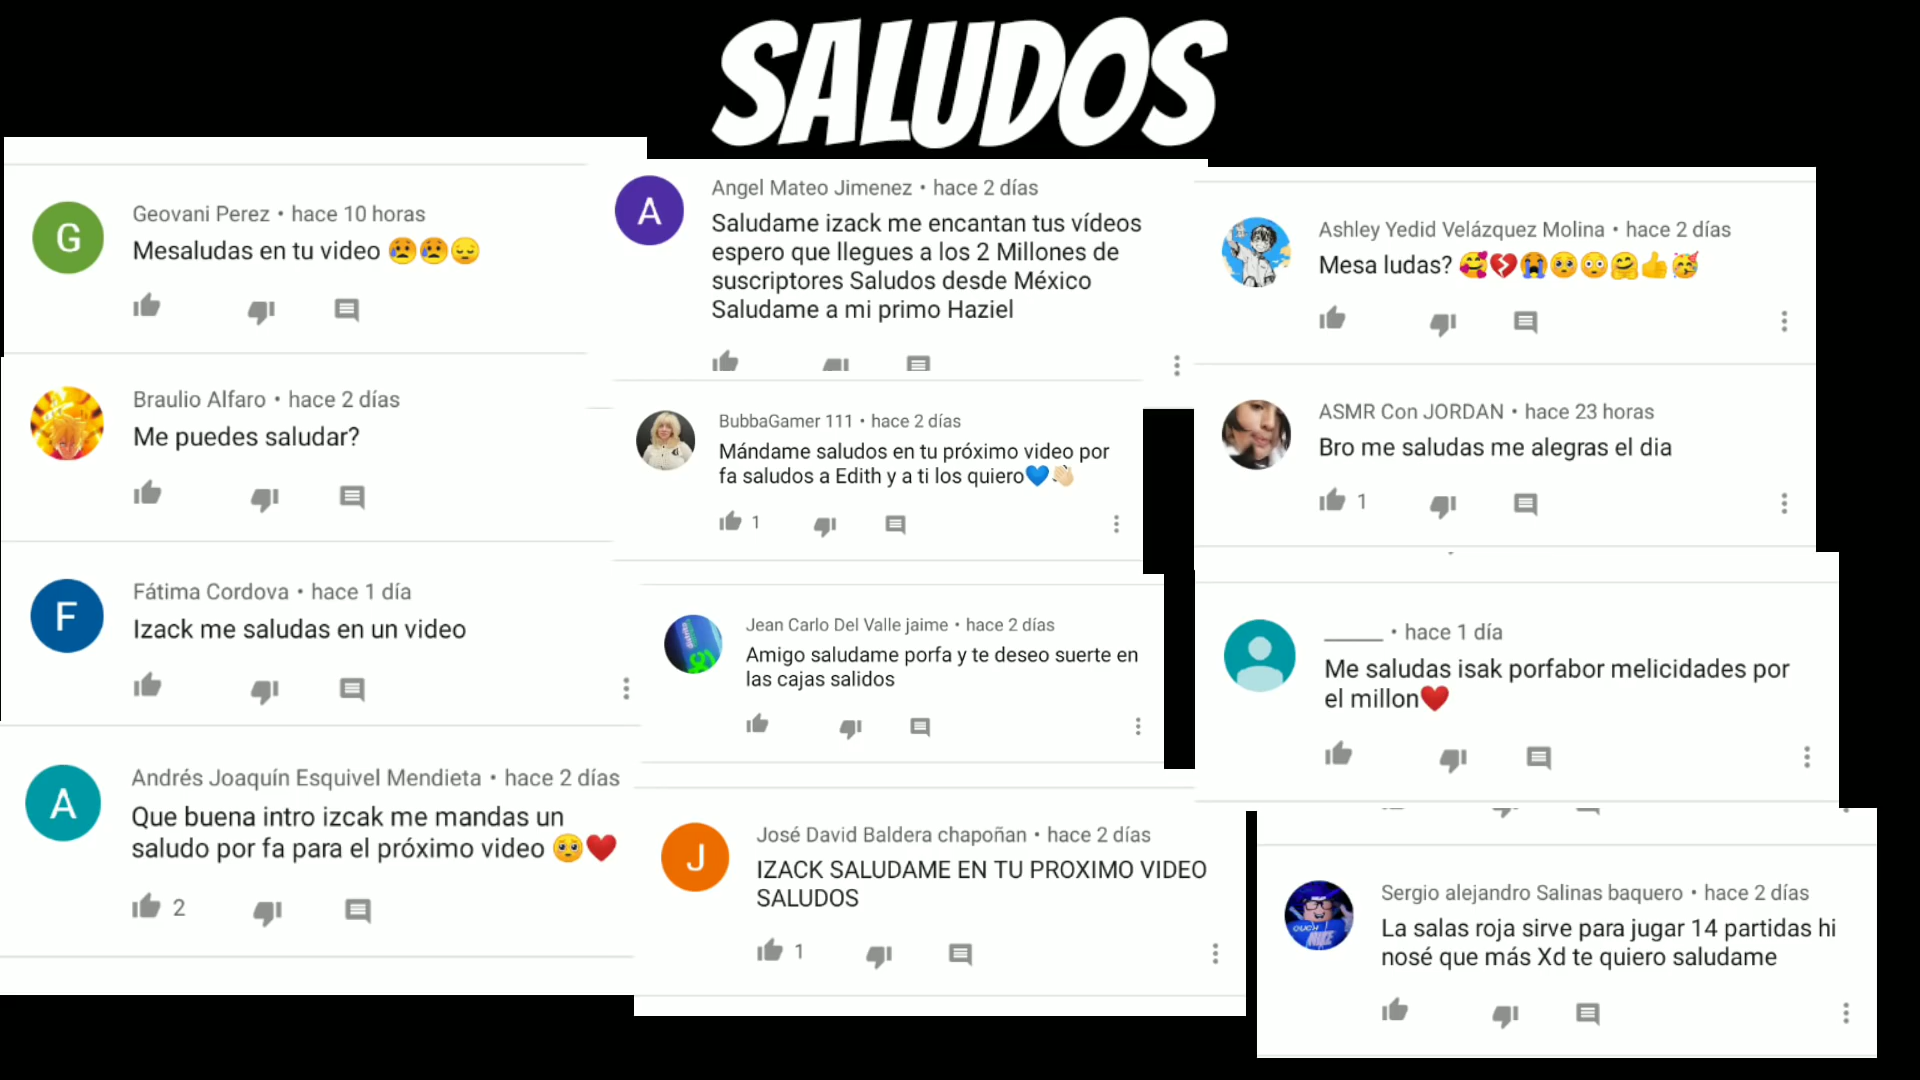 SALUDOS
G
Geovani Perez • hace 10 horas
Mesaludas en tu video 😥😥😔
Braulio Alfaro • hace 2 días
Me puedes saludar?
F
Fátima Cordova • hace 1 día
Izack me saludas en un video
A
Andrés Joaquín Esquivel Mendieta • hace 2 días
Que buena intro izcak me mandas un
saludo por fa para el próximo video 🥺❤️
2
A
Angel Mateo Jimenez • hace 2 días
Saludame izack me encantan tus vídeos
espero que llegues a los 2 Millones de
suscriptores Saludos desde México
Saludame a mi primo Haziel
BubbaGamer 111 • hace 2 días
Mándame saludos en tu próximo video por
fa saludos a Edith y a ti los quiero💙👏🏻
1
Jean Carlo Del Valle jaime • hace 2 días
Amigo saludame porfa y te deseo suerte en
las cajas salidos
J
José David Baldera chapoñan • hace 2 días
IZACK SALUDAME EN TU PROXIMO VIDEO
SALUDOS
1
Ashley Yedid Velázquez Molina • hace 2 días
Mesa ludas? 🥰💔😭🥺😳🤗👍🥳
ASMR Con JORDAN • hace 23 horas
Bro me saludas me alegras el dia
1
_____ • hace 1 día
Me saludas isak porfabor melicidades por
el millon❤️
Sergio alejandro Salinas baquero • hace 2 días
La salas roja sirve para jugar 14 partidas hi
nosé que más Xd te quiero saludame
OUCH